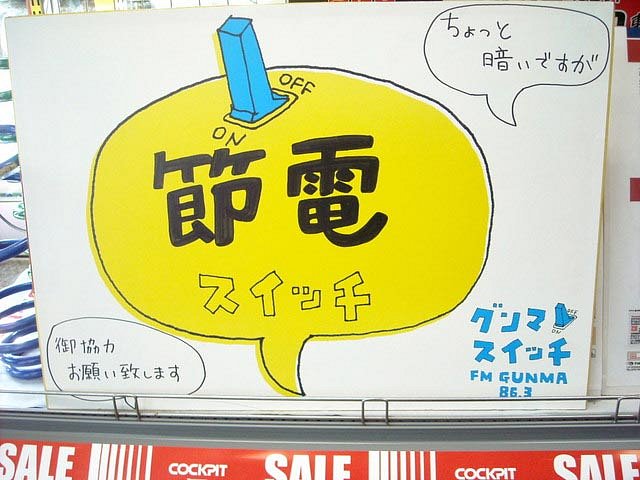 ちょっと
暗いですが
OFF
ON
節電
スイッチ
グンマ
OFF
ON
スイッチ
FM GUNMA
86.3
御協力
お願い致します
SALE
COCKPIT
SALE
COCKPIT
SALE